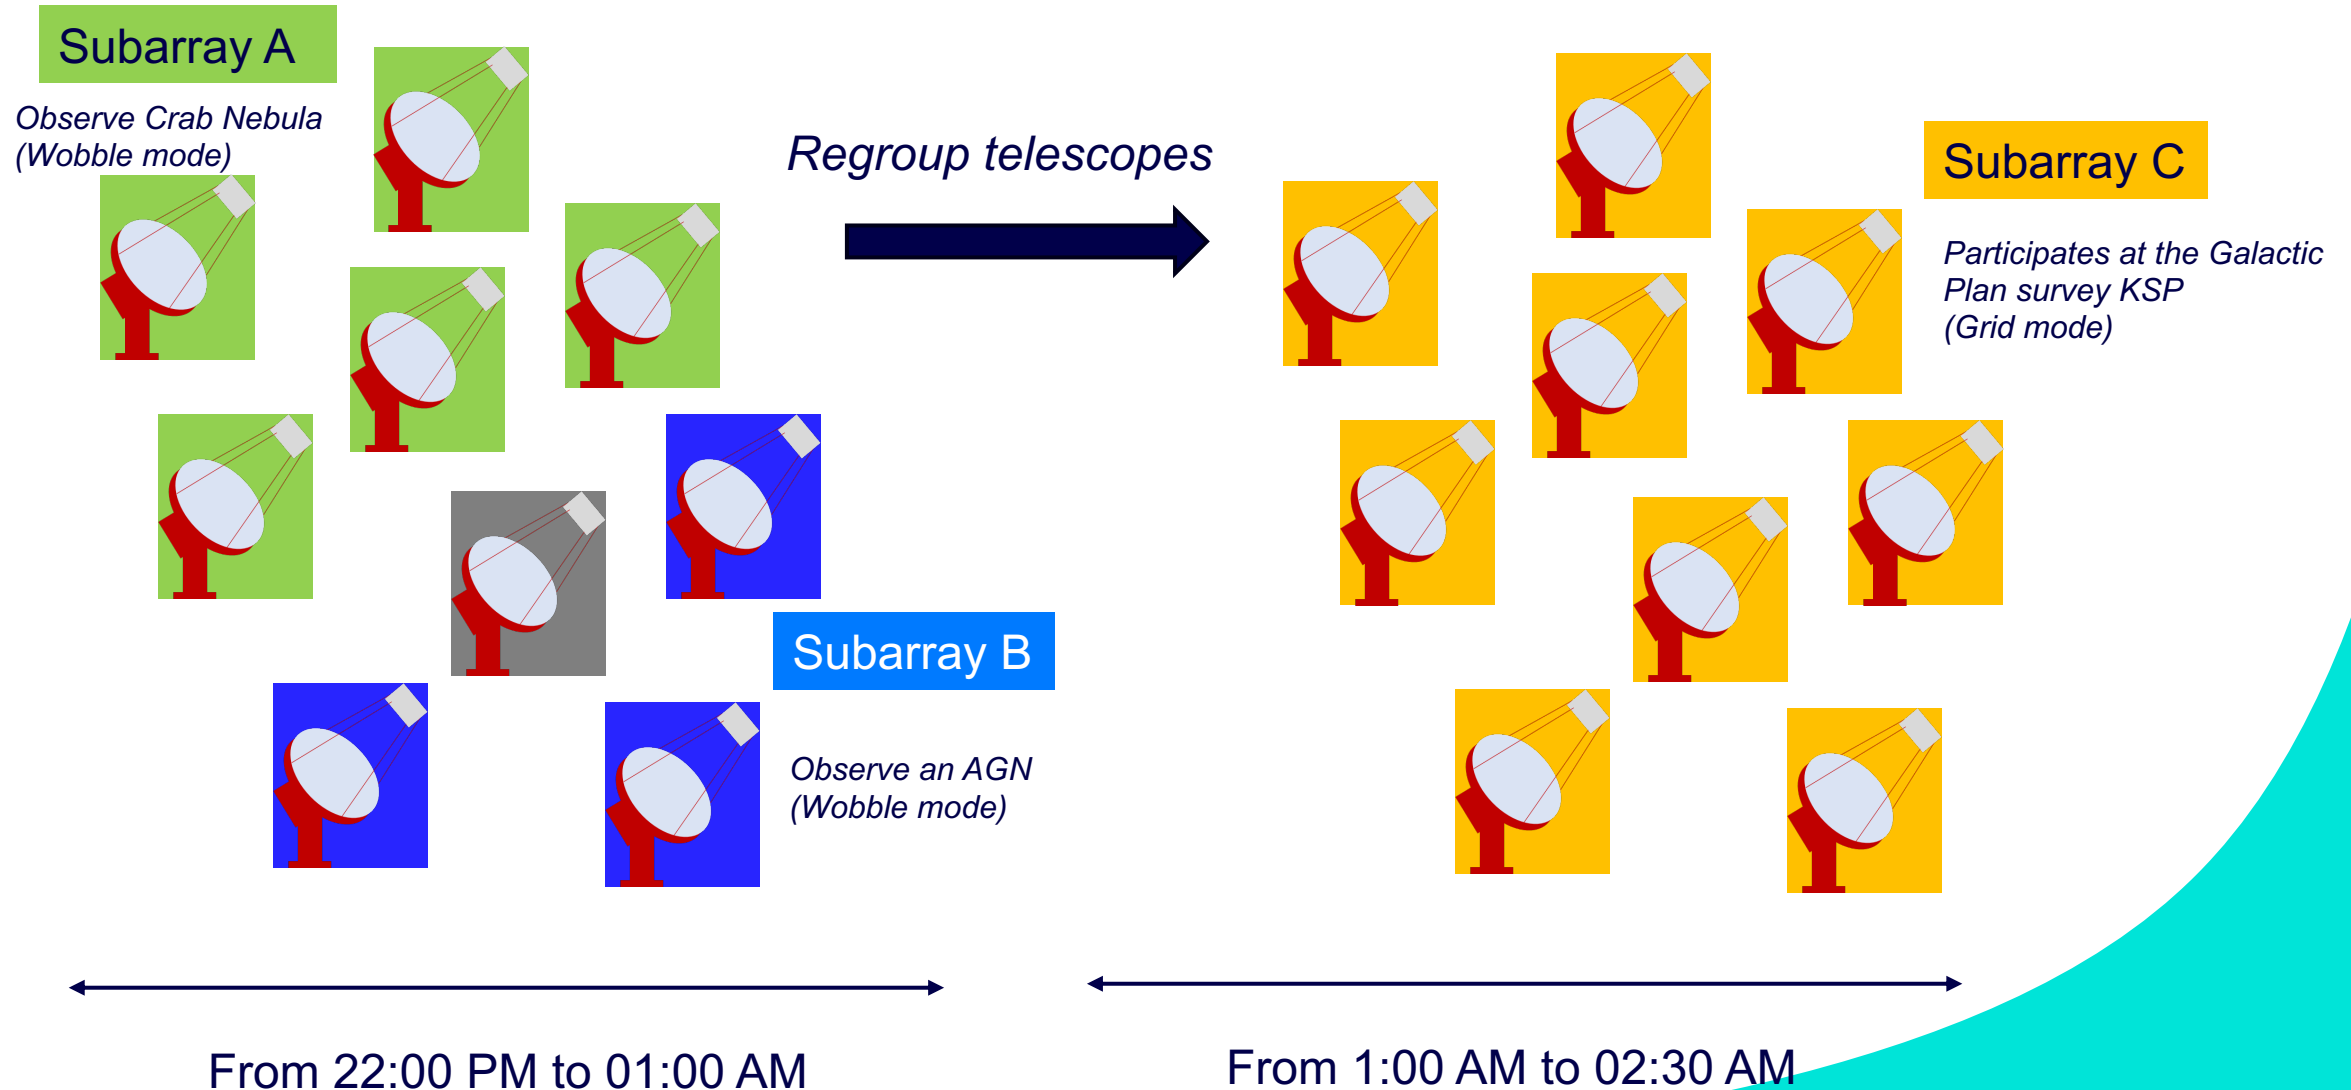 Subarray A
Observe Crab Nebula
(Wobble mode)
Regroup telescopes
Subarray C
Participates at the Galactic
Plan survey KSP
(Grid mode)
Subarray B
Observe an AGN
(Wobble mode)
From 22:00 PM to 01:00 AM
From 1:00 AM to 02:30 AM